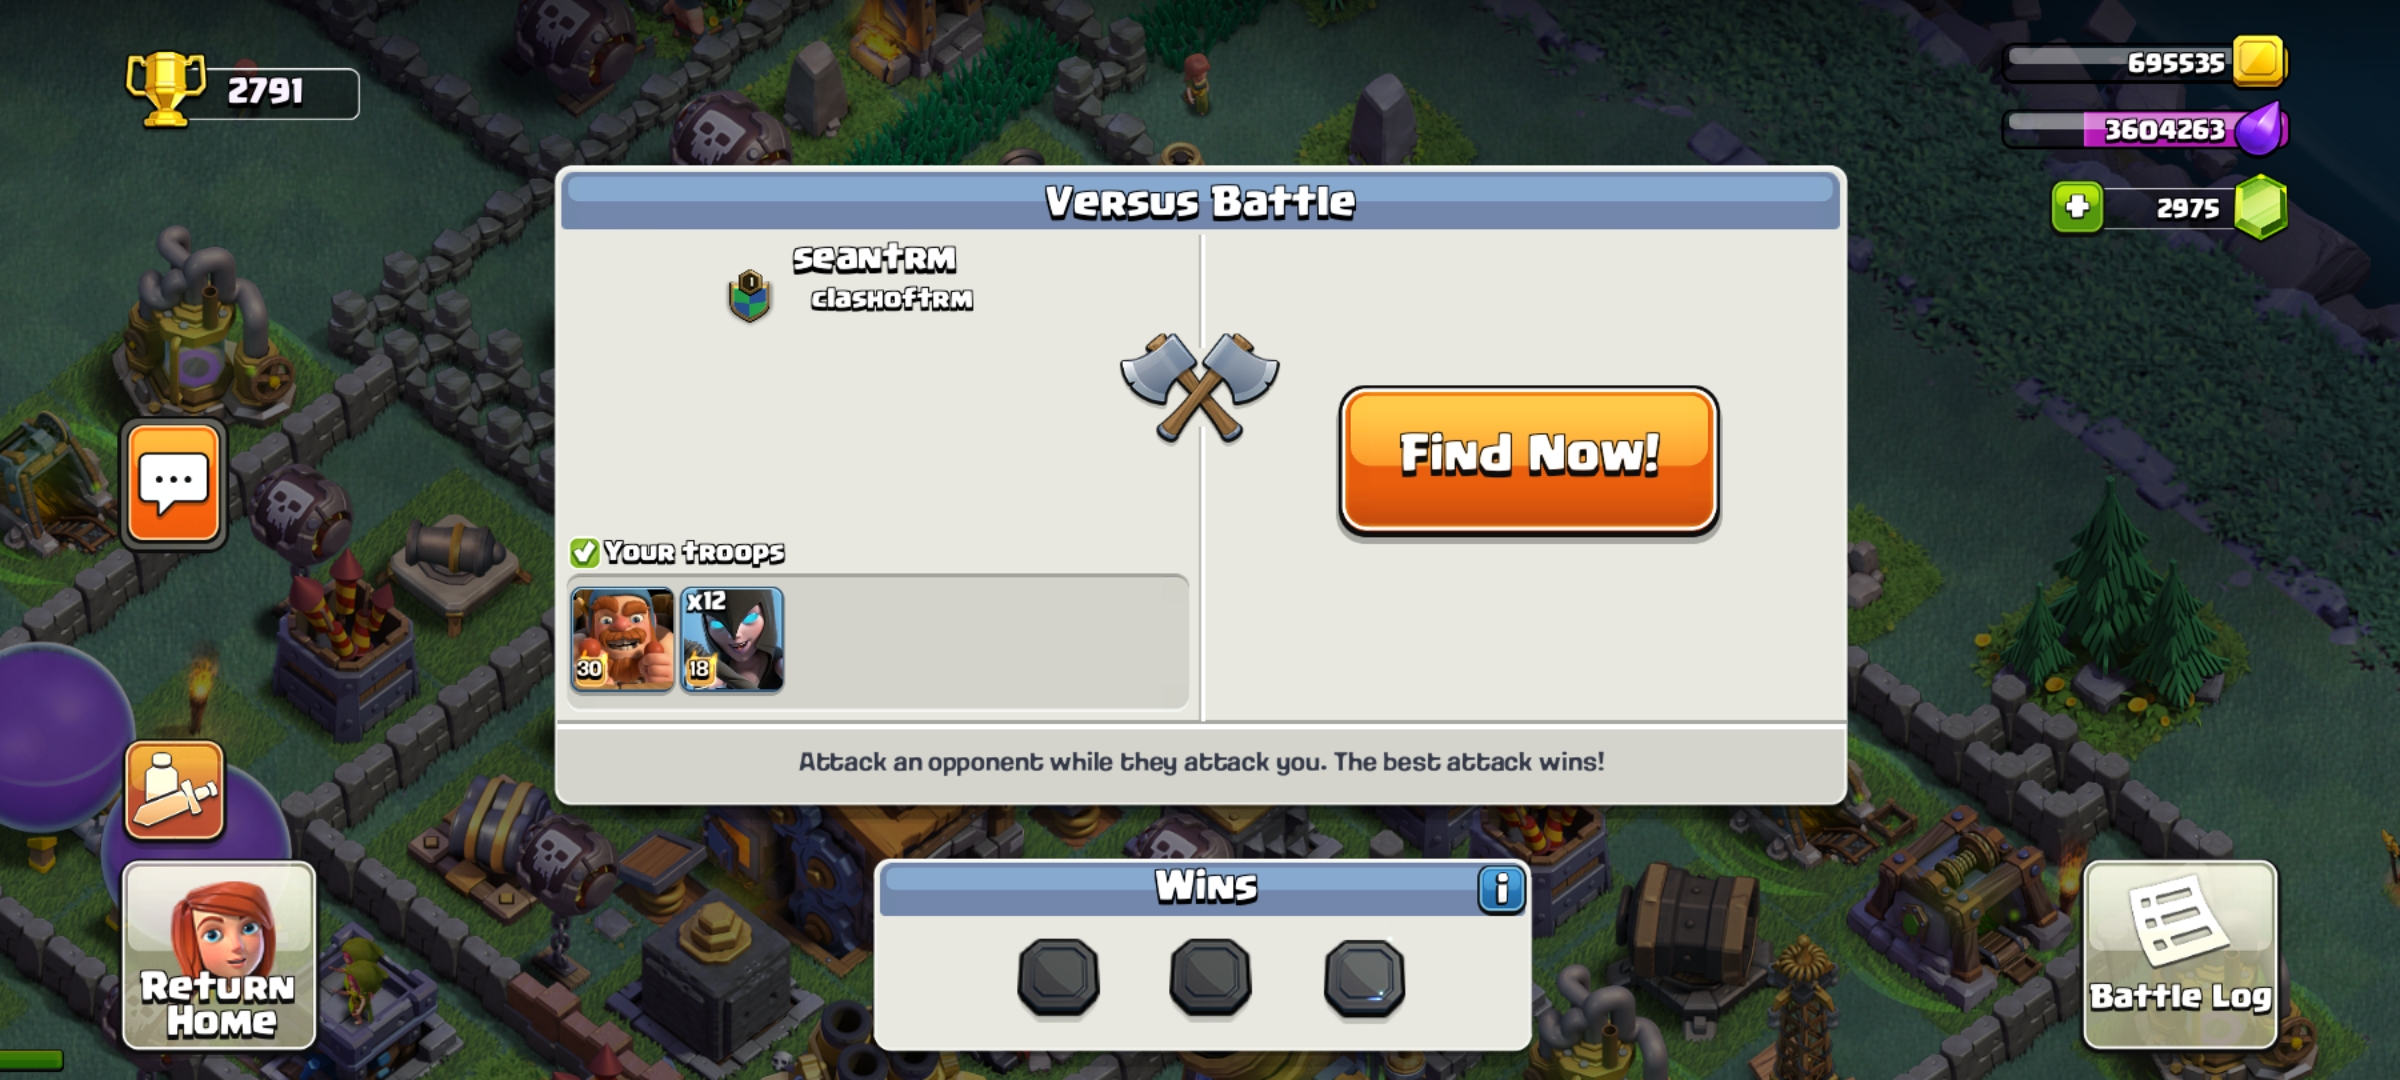 2791
695535
3604263
2975
Versus Battle
seantrm
1
clashoftrm
Find Now!
Your troops
x12
30
18
Attack an opponent while they attack you. The best attack wins!
Wins
i
Return
Home
Battle Log